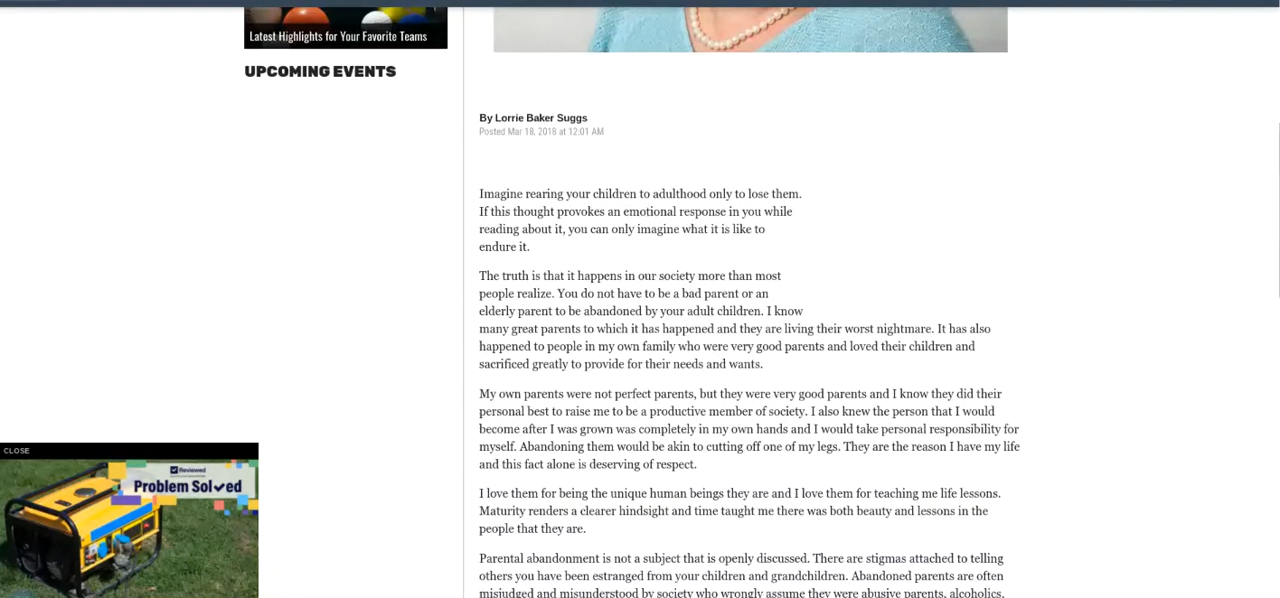 Latest Highlights for Your Favorite Teams
UPCOMING EVENTS
By Lorrie Baker Suggs
Posted Mar 18, 2018 at 12:01 AM
Imagine rearing your children to adulthood only to lose them.
If this thought provokes an emotional response in you while
reading about it, you can only imagine what it is like to
endure it.
The truth is that it happens in our society more than most
people realize. You do not have to be a bad parent or an
elderly parent to be abandoned by your adult children. I know
many great parents to which it has happened and they are living their worst nightmare. It has also
happened to people in my own family who were very good parents and loved their children and
sacrificed greatly to provide for their needs and wants.
My own parents were not perfect parents, but they were very good parents and I know they did their
personal best to raise me to be a productive member of society. I also knew the person that I would
become after I was grown was completely in my own hands and I would take personal responsibility for
myself. Abandoning them would be akin to cutting off one of my legs. They are the reason I have my life
and this fact alone is deserving of respect.
I love them for being the unique human beings they are and I love them for teaching me life lessons.
Maturity renders a clearer hindsight and time taught me there was both beauty and lessons in the
people that they are.
Parental abandonment is not a subject that is openly discussed. There are stigmas attached to telling
others you have been estranged from your children and grandchildren. Abandoned parents are often
misjudged and misunderstood by society who wrongly assume they were abusive parents, alcoholics,
CLOSE
Reviewed
Problem Solved